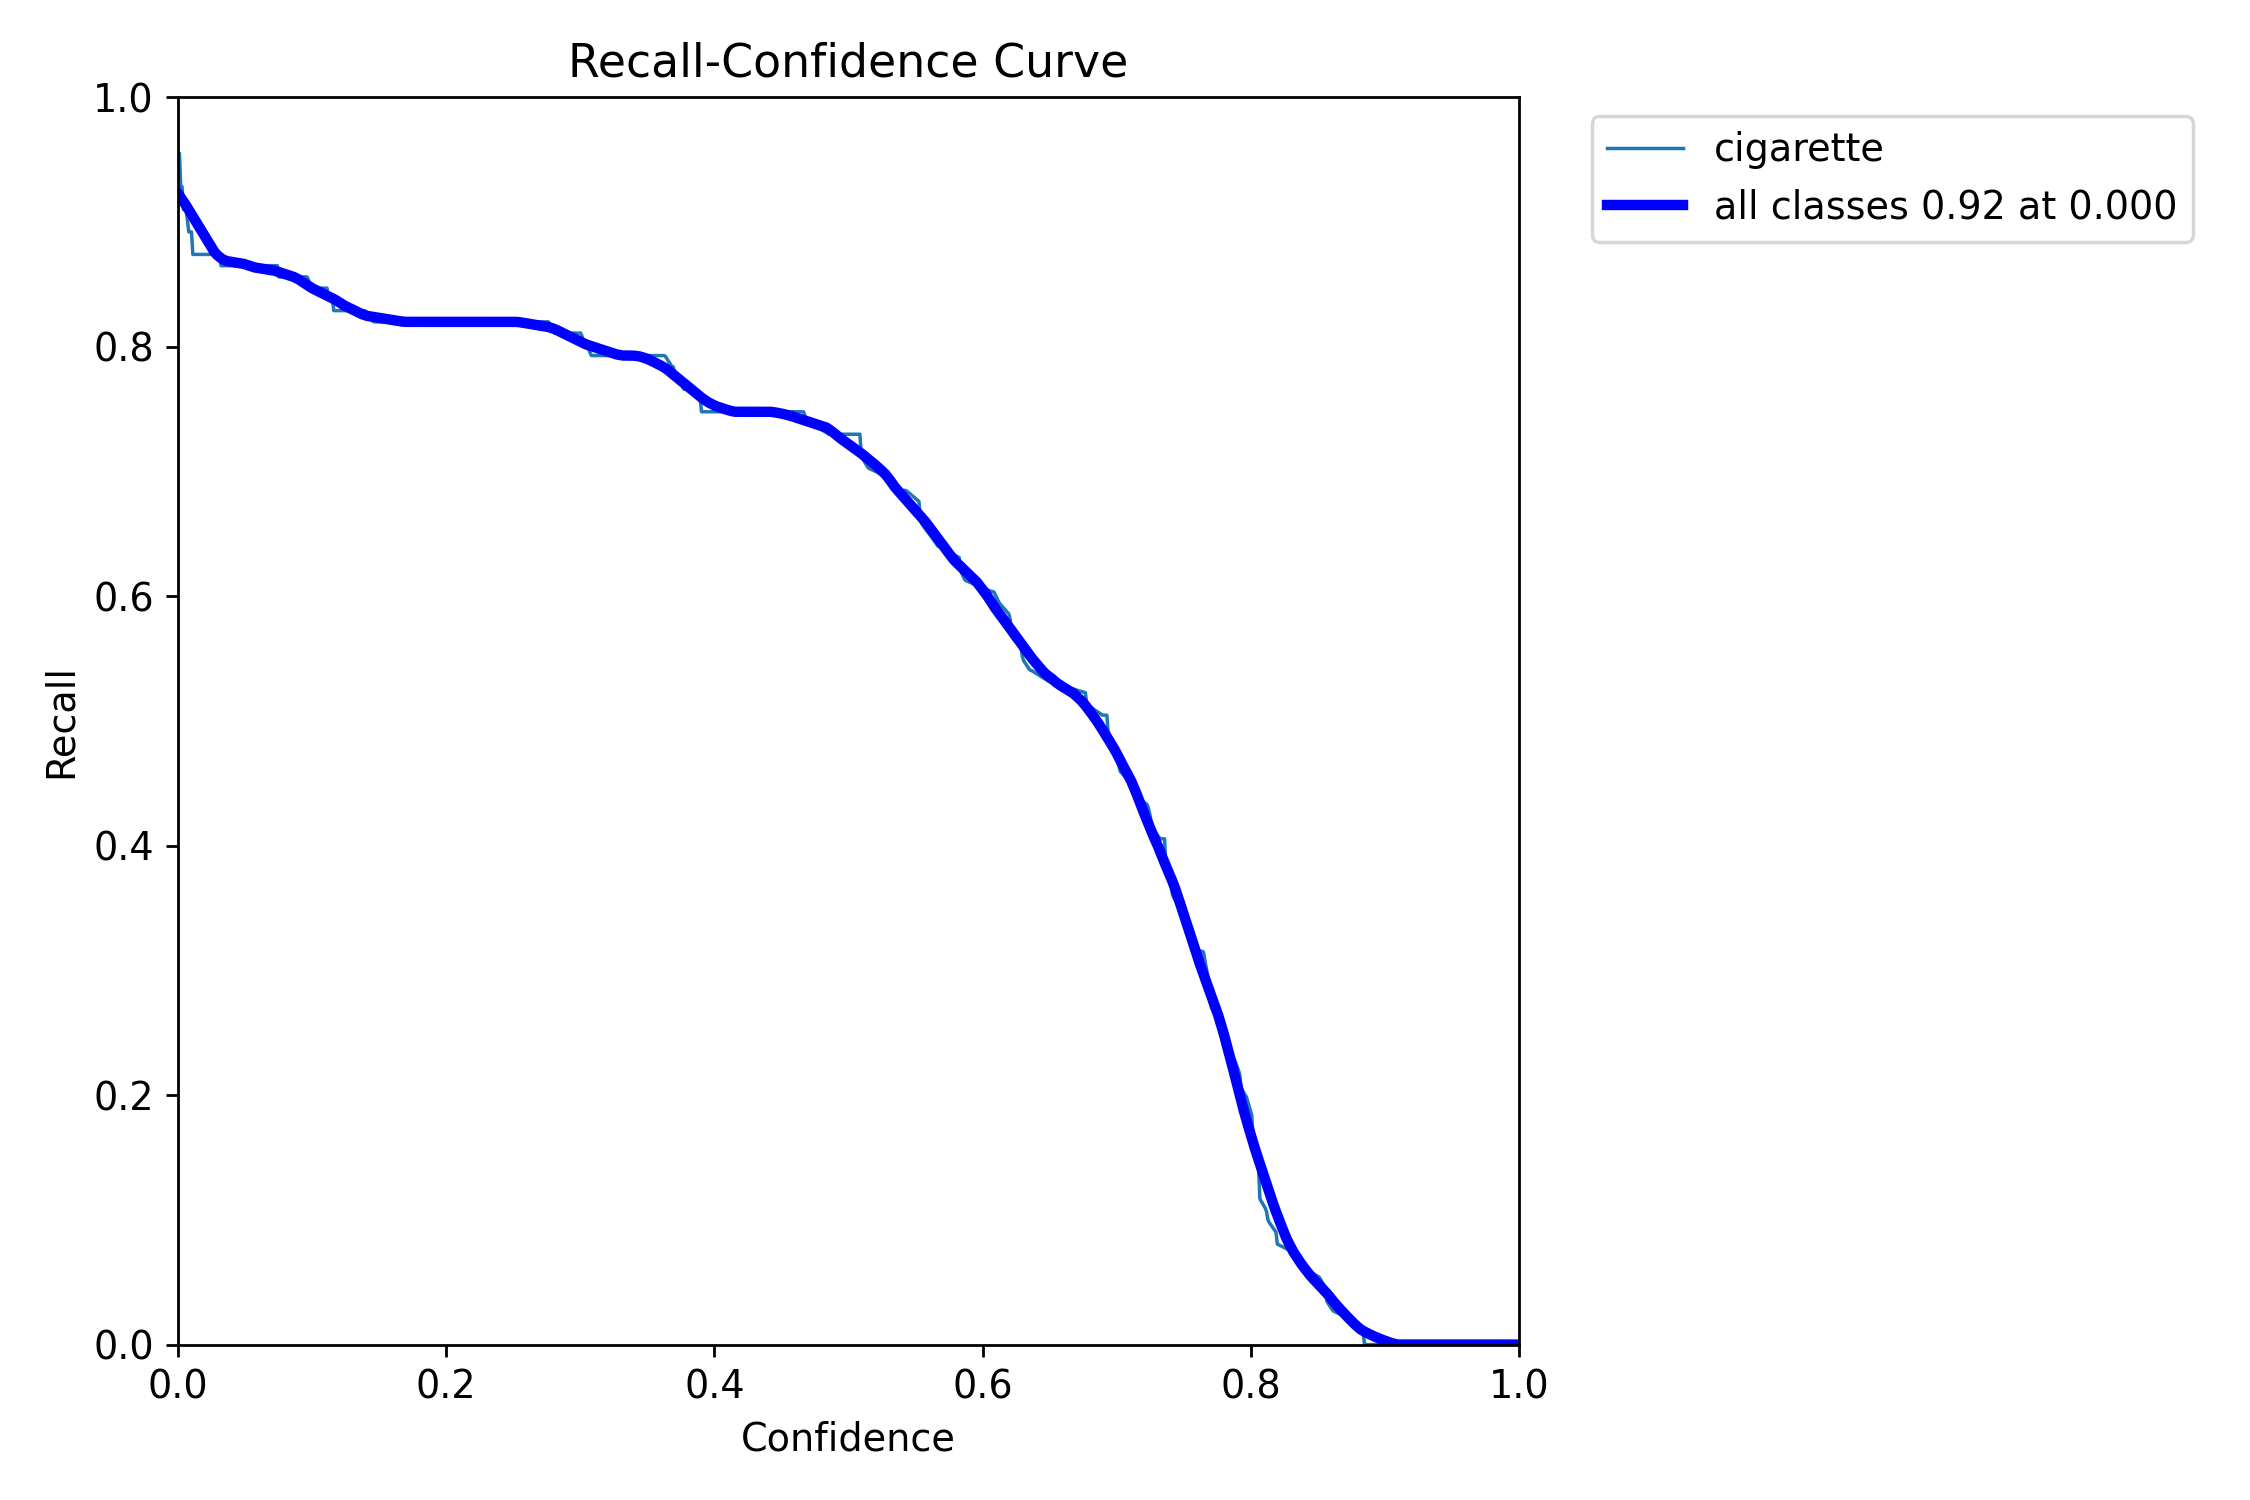 Recall-Confidence Curve
cigarette
all classes 0.92 at 0.000
1.0
0.8
0.6
0.4
0.2
0.0
Recall
0.0 0.2 0.4 0.6 0.8 1.0
Confidence